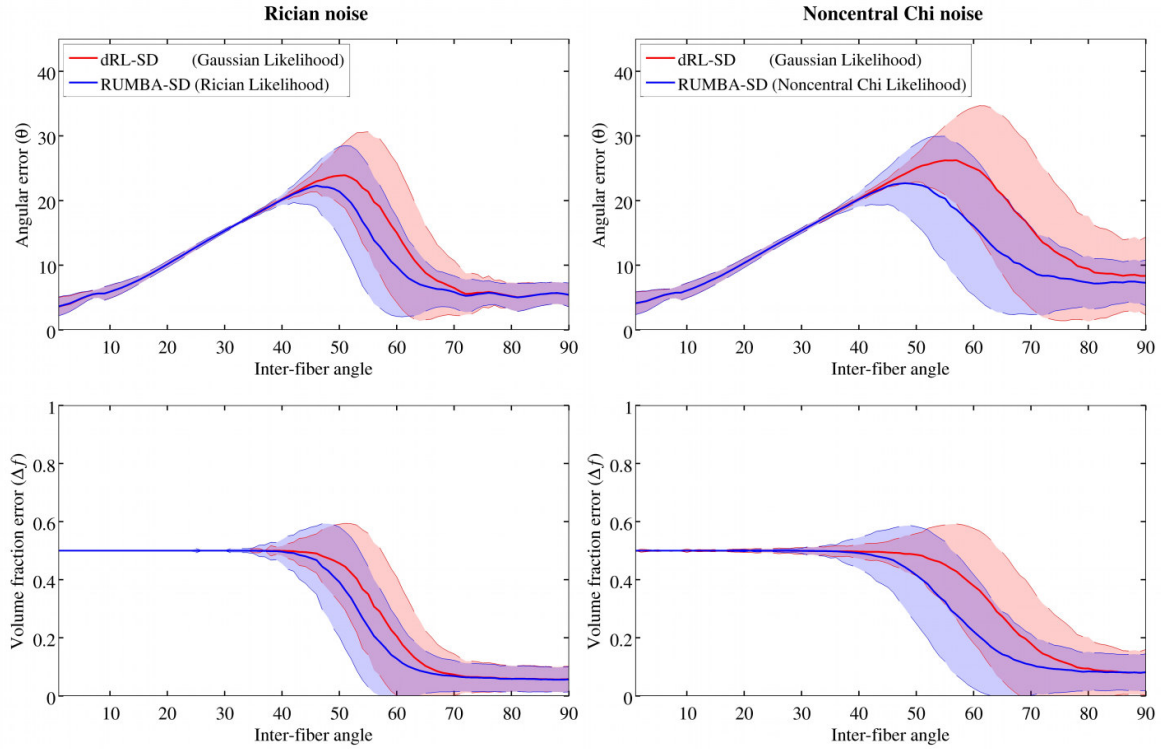 Rician noise
Noncentral Chi noise
Angular error (θ)
40
30
20
10
0
dRL-SD (Gaussian Likelihood)
RUMBA-SD (Rician Likelihood)
10 20 30 40 50 60 70 80 90
Inter-fiber angle
Angular error (θ)
40
30
20
10
0
dRL-SD (Gaussian Likelihood)
RUMBA-SD (Noncentral Chi Likelihood)
10 20 30 40 50 60 70 80 90
Inter-fiber angle
Volume fraction error (Δf)
1
0.8
0.6
0.4
0.2
0
10 20 30 40 50 60 70 80 90
Inter-fiber angle
Volume fraction error (Δf)
1
0.8
0.6
0.4
0.2
0
10 20 30 40 50 60 70 80 90
Inter-fiber angle